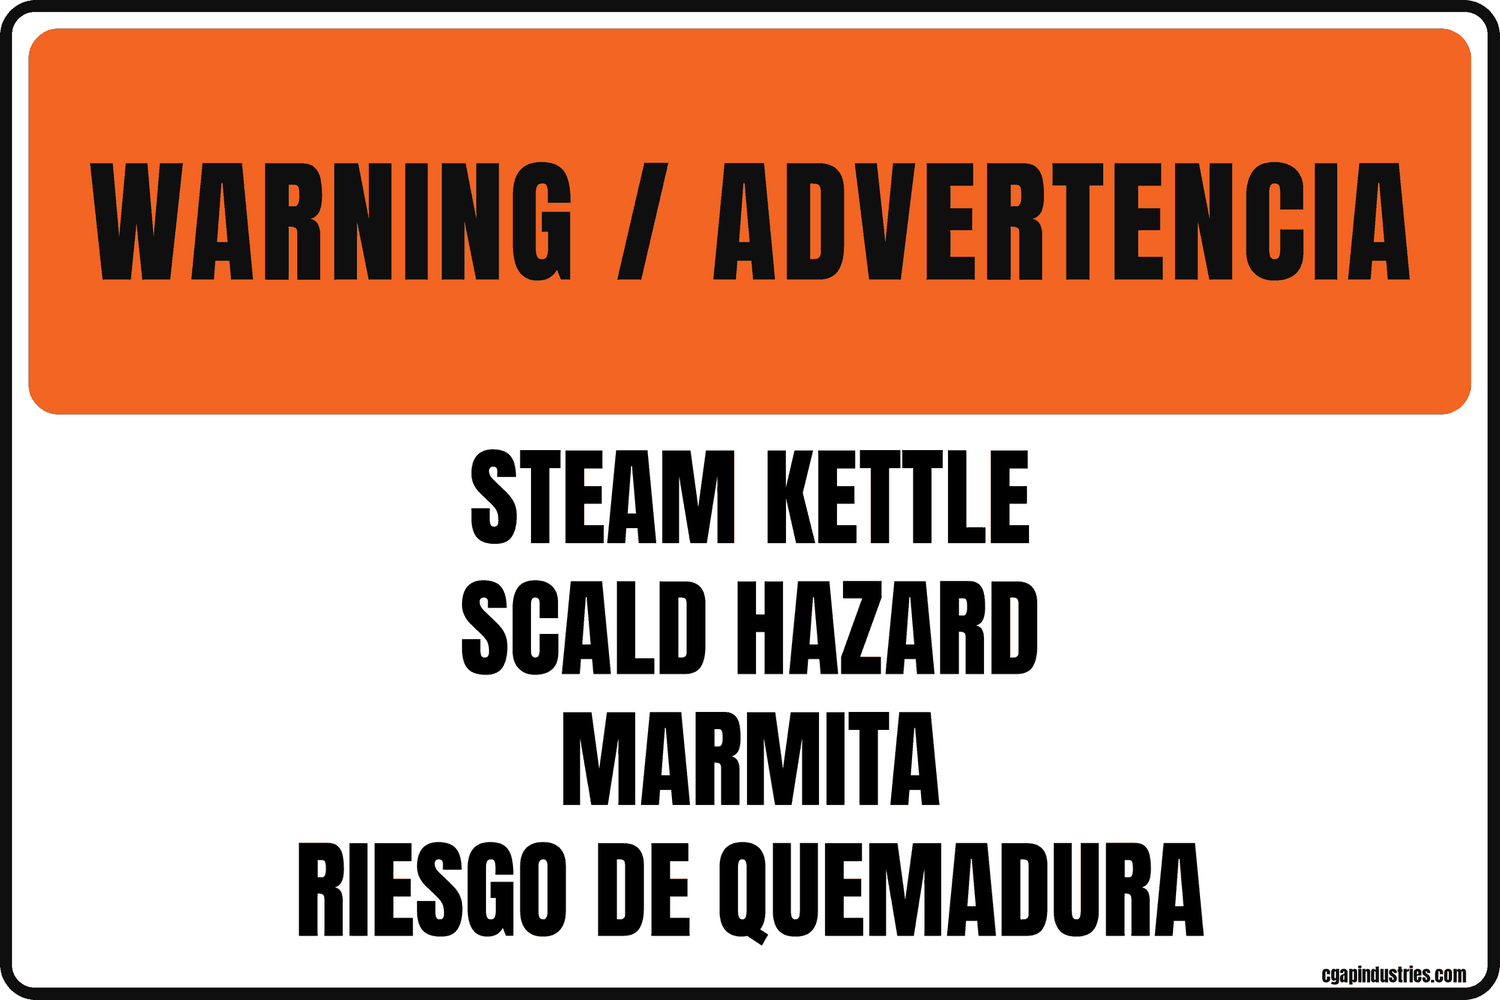 WARNING / ADVERTENCIA
STEAM KETTLE
SCALD HAZARD
MARMITA
RIESGO DE QUEMADURA
cgapindustries.com